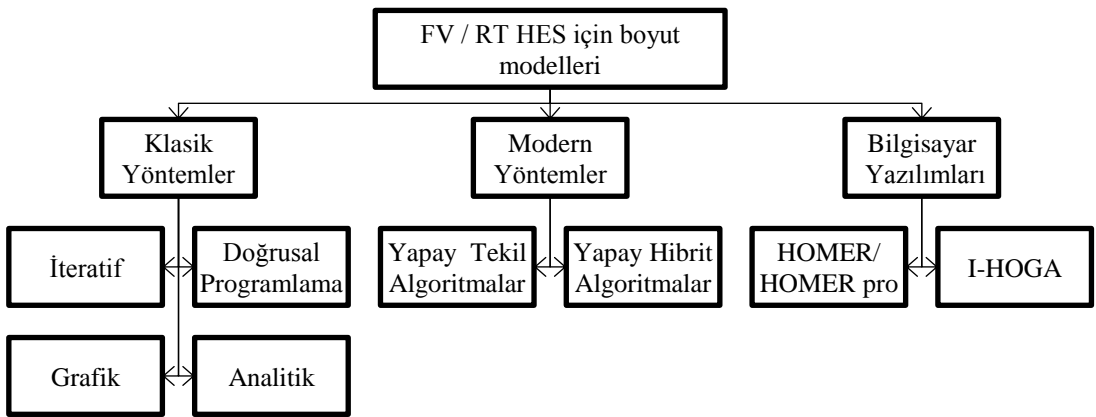 FV / RT HES için boyut
modelleri
Klasik
Yöntemler
Modern
Yöntemler
Bilgisayar
Yazılımları
İteratif
Doğrusal
Programlama
Yapay Tekil
Algoritmalar
Yapay Hibrit
Algoritmalar
HOMER/
HOMER pro
I-HOGA
Grafik
Analitik